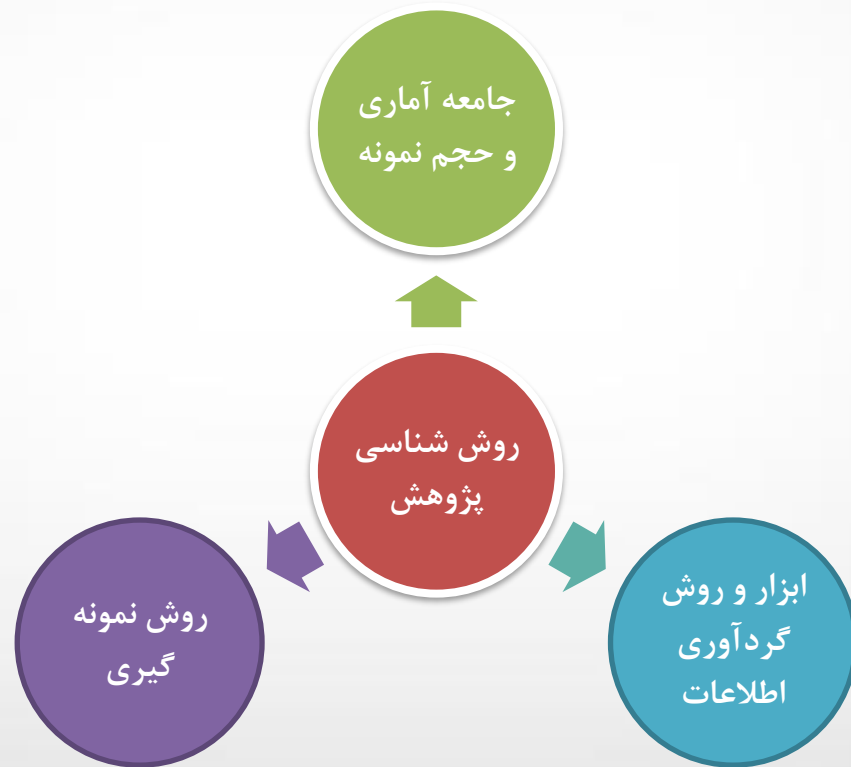 جامعه آماری
و حجم نمونه
روش شناسی
پژوهش
ابزار و روش
گردآوری
اطلاعات
روش نمونه
گیری